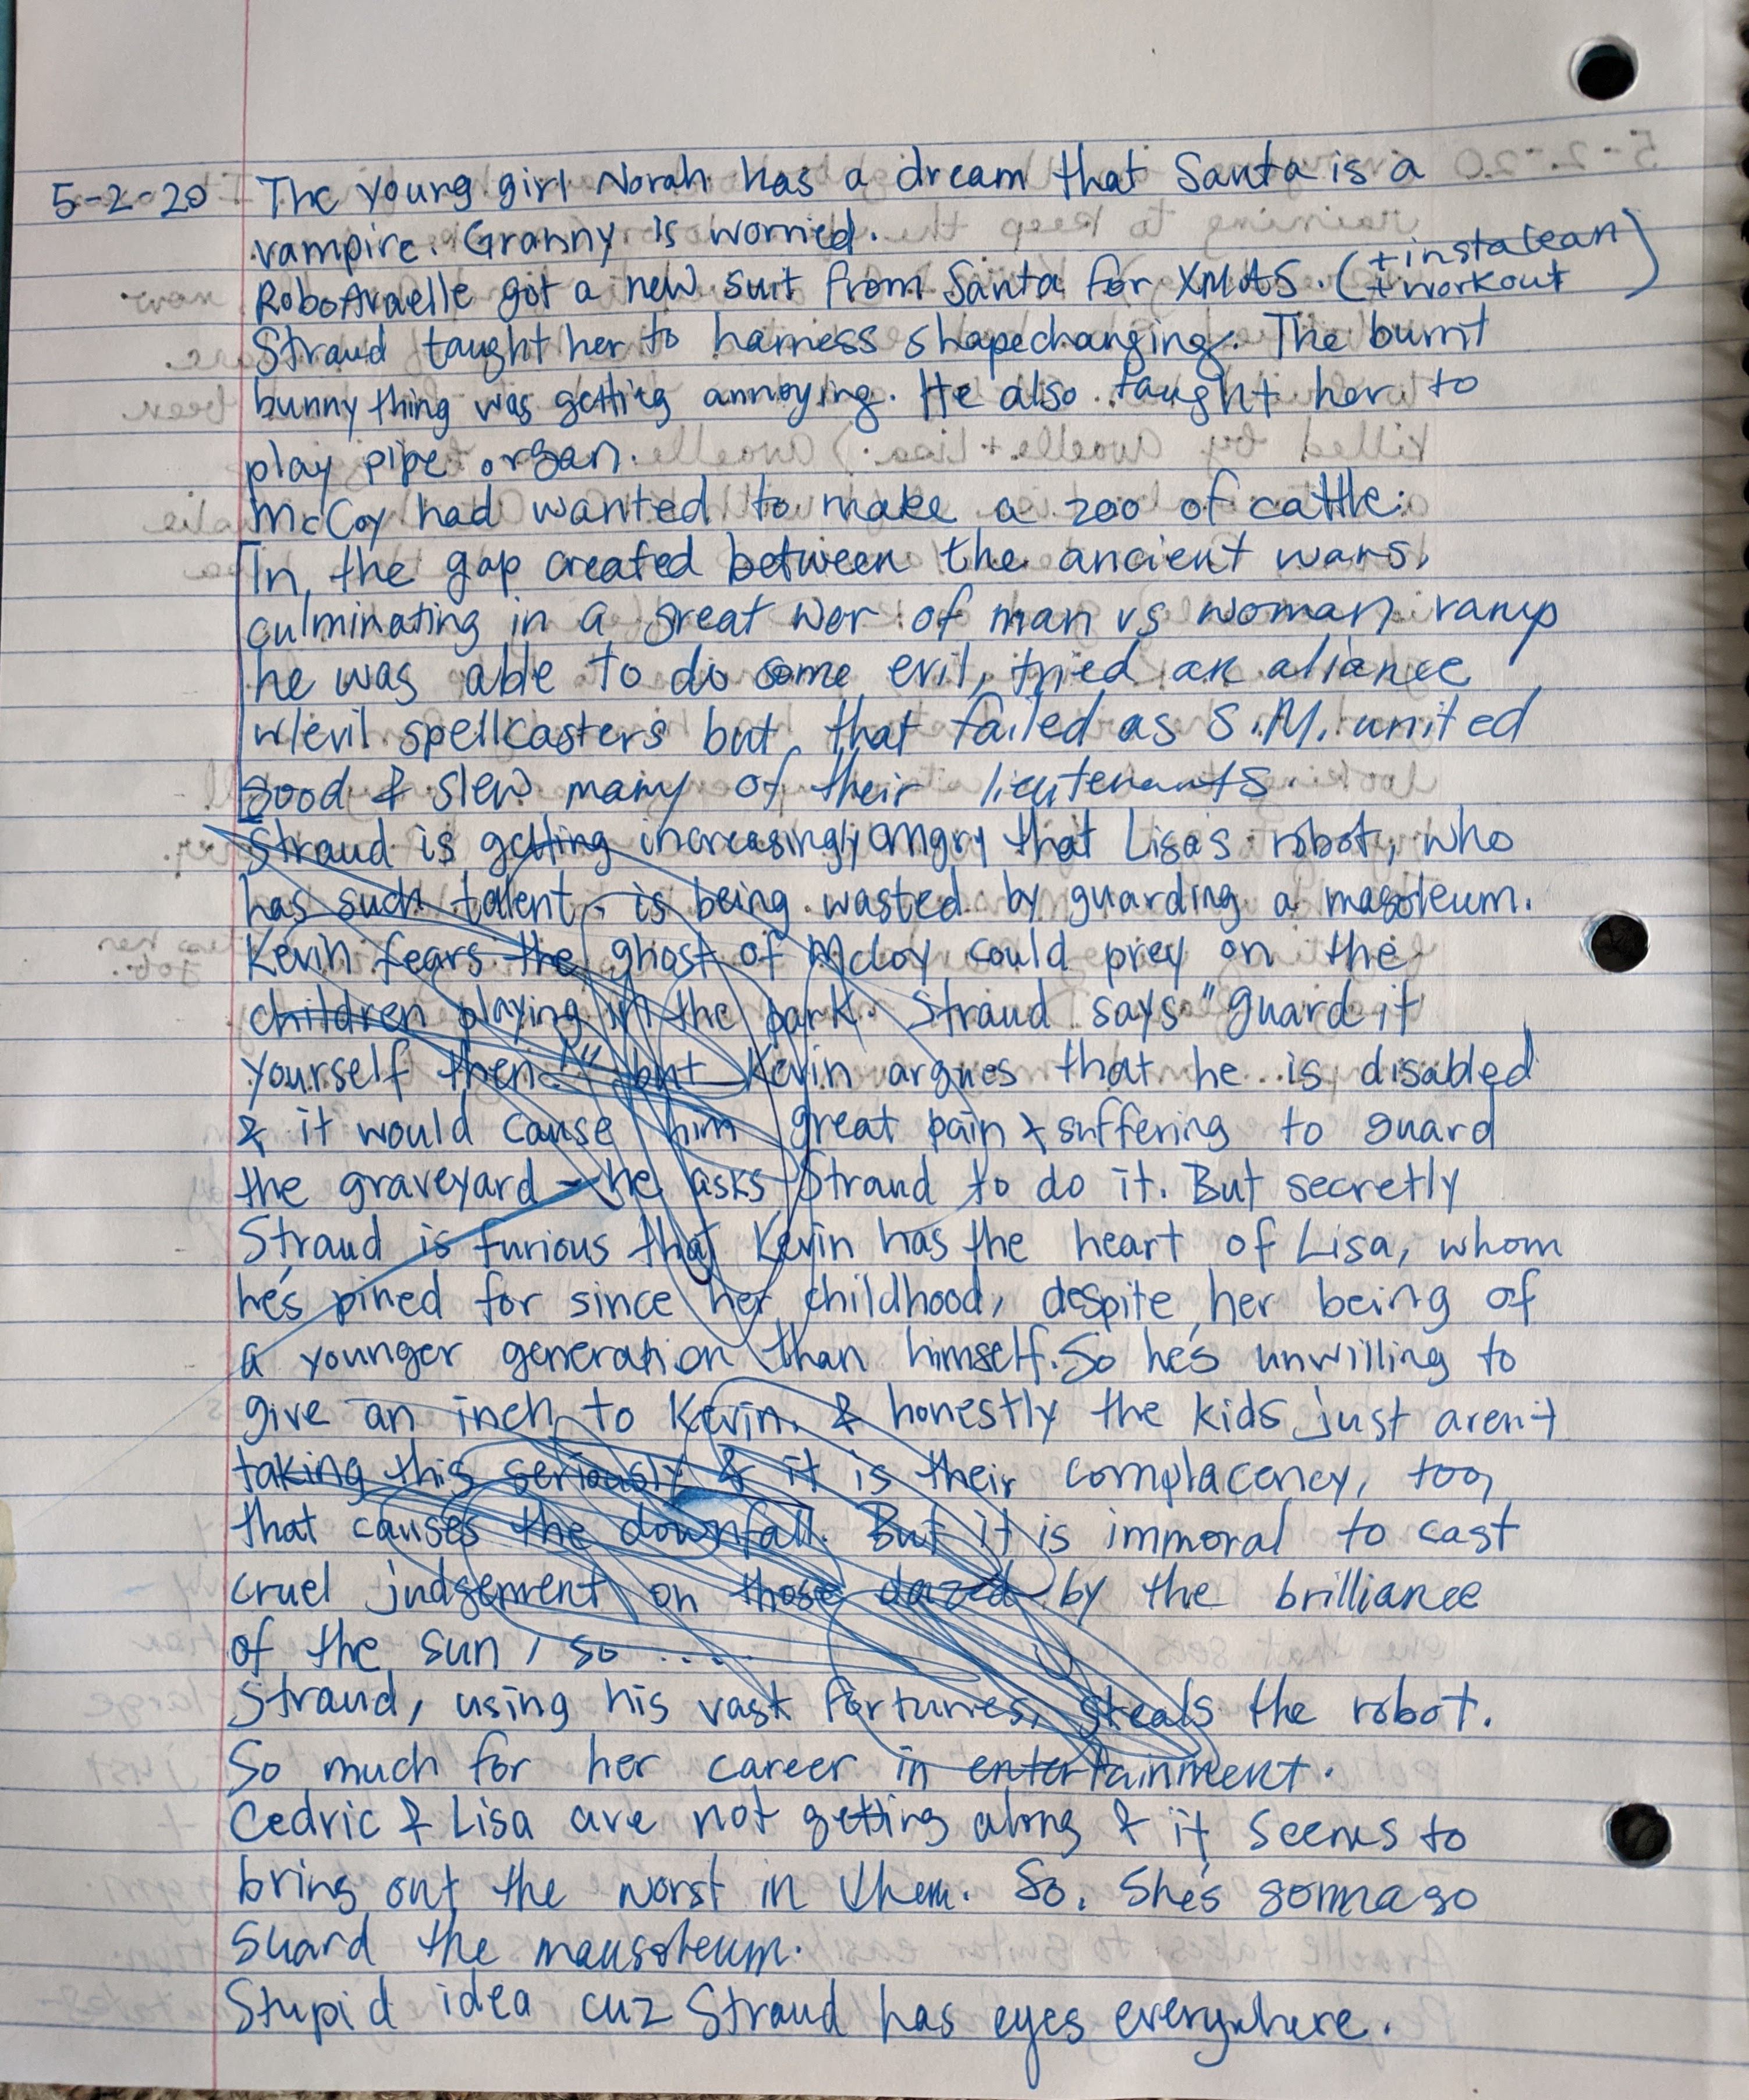 5-2-20 The young girl Norah has a dream that Santa is a
vampire. Granny is worried.
RoboAraelle got a new suit from Santa for XMAS. (+instalean
+workout)
Straud taught her to harness shapechanging. The burnt
bunny thing was getting annoying. He also taught her to
play pipe organ.
McCoy had wanted to make a zoo of cattle.
In the gap created between the ancient wars,
culminating in a great war of man vs woman vamp
he was able to do some evil, tried an aliance
w/evil spellcasters but that failed as S.M. united
good & slew many of their lieutenants.
Straud is getting increasingly angry that Lisa's robot, who
has such talent, is being wasted by guarding a masoleum.
Kevin fears the ghost of McCoy could prey on the
children playing in the park. Straud says "guard it
yourself then!" but Kevin argues that he is disabled
& it would cause him great pain & suffering to guard
the graveyard - he asks Straud to do it. But secretly
Straud is furious that Kevin has the heart of Lisa, whom
he's pined for since her childhood, despite her being of
a younger generation than himself. So he's unwilling to
give an inch to Kevin. & honestly the kids just aren't
taking this seriously & it is their complacency, too,
that causes the downfall. But it is immoral to cast
cruel judgement on those dazed by the brilliance
of the sun, so ....
Straud, using his vast fortunes, steals the robot.
So much for her career in entertainment.
Cedric & Lisa are not getting along & it seems to
bring out the worst in them. So, She's gonna go
guard the mausoleum.
Stupid idea cuz Straud has eyes everywhere.